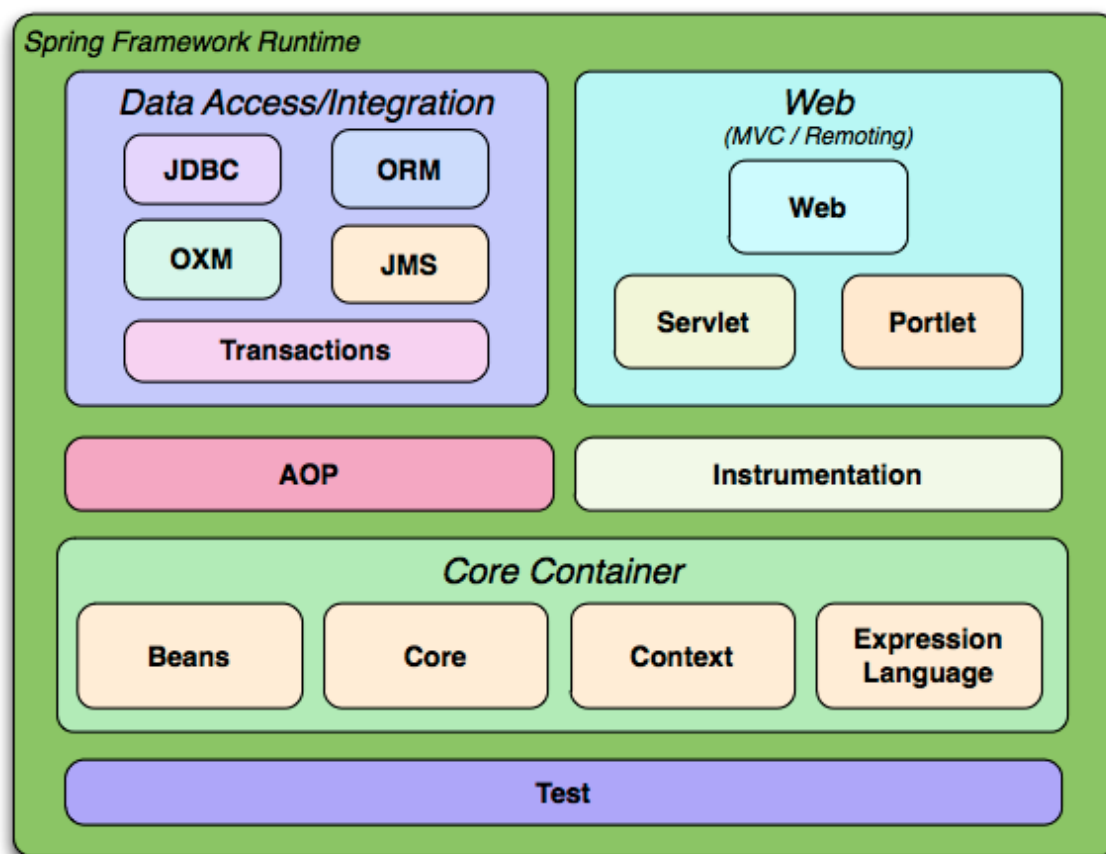 Spring Framework Runtime
Data Access/Integration
JDBC
ORM
OXM
JMS
Transactions
Web
(MVC / Remoting)
Web
Servlet
Portlet
AOP
Instrumentation
Core Container
Beans
Core
Context
Expression
Language
Test